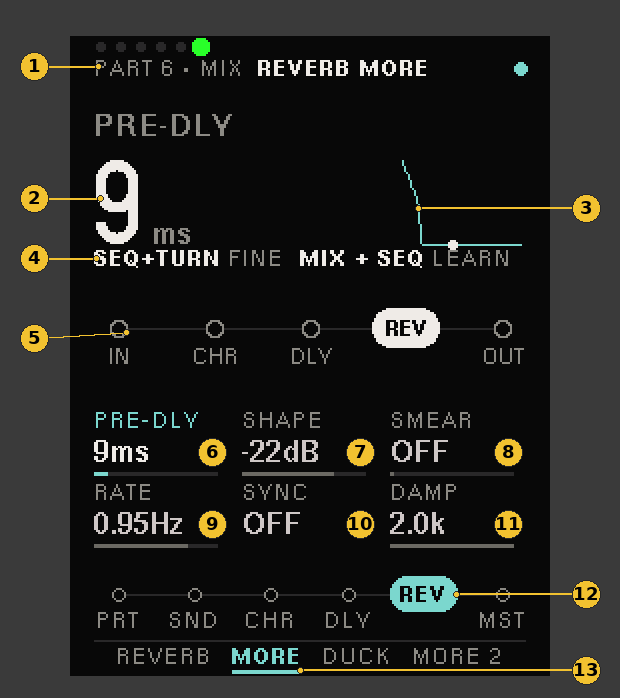 1 PART 6 · MIX REVERB MORE
PRE-DLY
2 9 ms 3
4 SEQ+TURN FINE MIX + SEQ LEARN
REV
5 IN CHR DLY OUT
PRE-DLY SHAPE SMEAR
9ms 6 -22dB 7 OFF 8
RATE SYNC DAMP
0.95Hz 9 OFF 10 2.0k 11
REV 12
PRT SND CHR DLY MST
REVERB MORE DUCK MORE 2
13